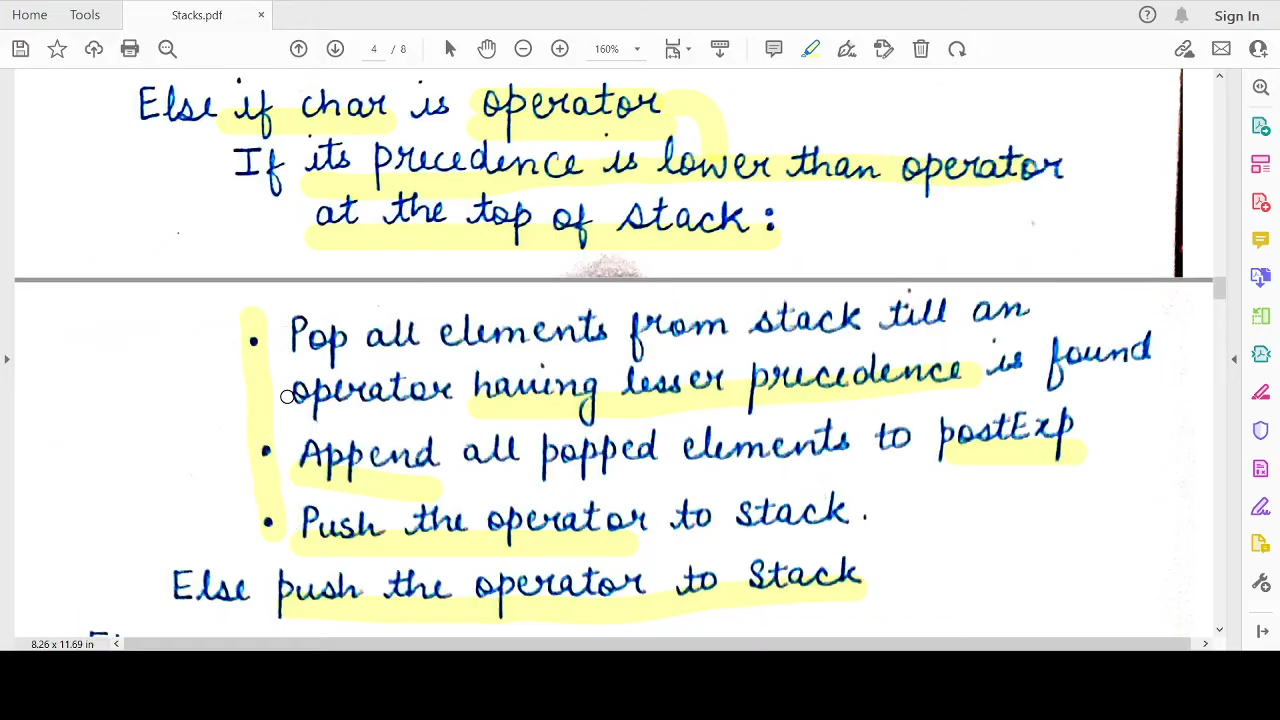 Home Tools Stacks.pdf × Sign In
4 / 8 160%
Else if char is operator
If its precedence is lower than operator
at the top of stack:
• Pop all elements from stack till an
operator having lesser precedence is found
• Append all popped elements to postExp
• Push the operator to stack.
Else push the operator to stack
8.26 x 11.69 in